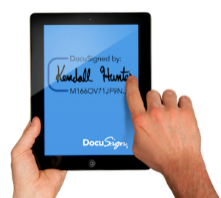 DocuSigned by:
Kendall Hunter
M166OV71JP9N...
DocuSign